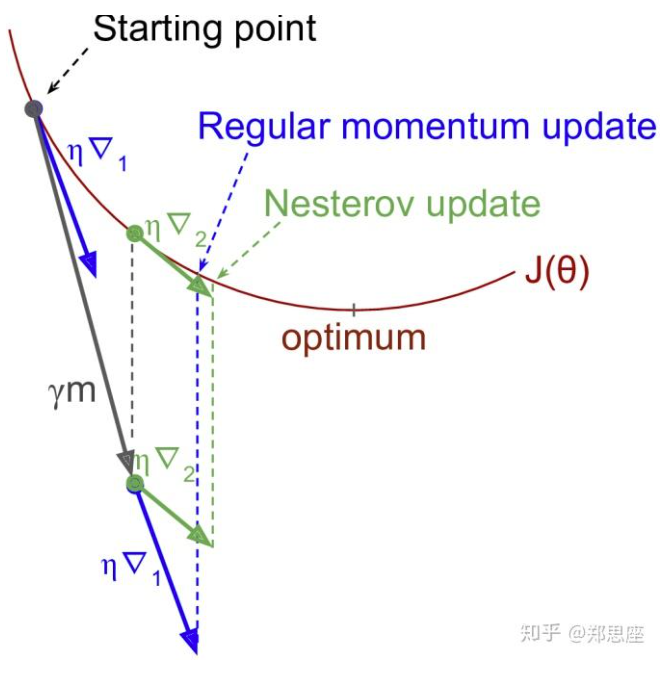 Starting point
η∇₁
Regular momentum update
Nesterov update
η∇₂
J(θ)
optimum
γm
η∇₂
η∇₁
知乎 @郑思座